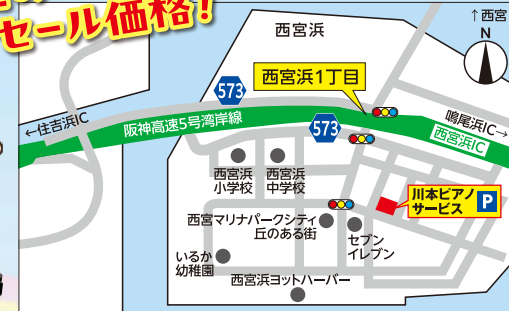 セール価格!
西宮浜
↑西宮
N
573
西宮浜1丁目
←住吉浜IC
阪神高速5号湾岸線
573
鳴尾浜IC→
西宮浜IC
西宮浜
小学校
西宮浜
中学校
川本ピアノ
サービス
P
西宮マリナパークシティ
丘のある街
セブン
イレブン
いるか
幼稚園
西宮浜ヨットハーバー